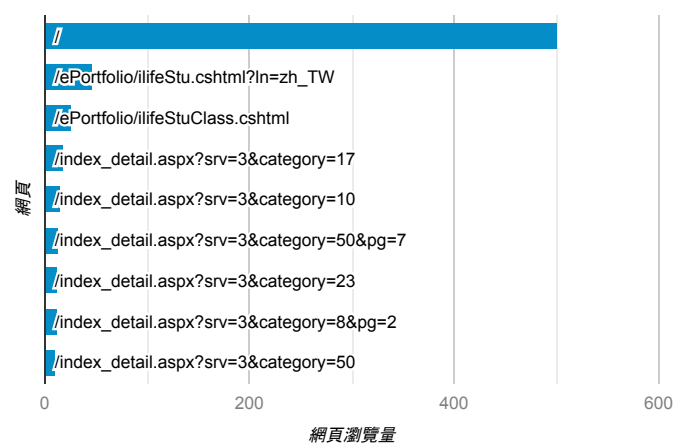 /
/ePortfolio/ilifeStu.cshtml?ln=zh_TW
/ePortfolio/ilifeStuClass.cshtml
/index_detail.aspx?srv=3&category=17
/index_detail.aspx?srv=3&category=10
/index_detail.aspx?srv=3&category=50&pg=7
/index_detail.aspx?srv=3&category=23
/index_detail.aspx?srv=3&category=8&pg=2
/index_detail.aspx?srv=3&category=50
網頁
0 200 400 600
網頁瀏覽量